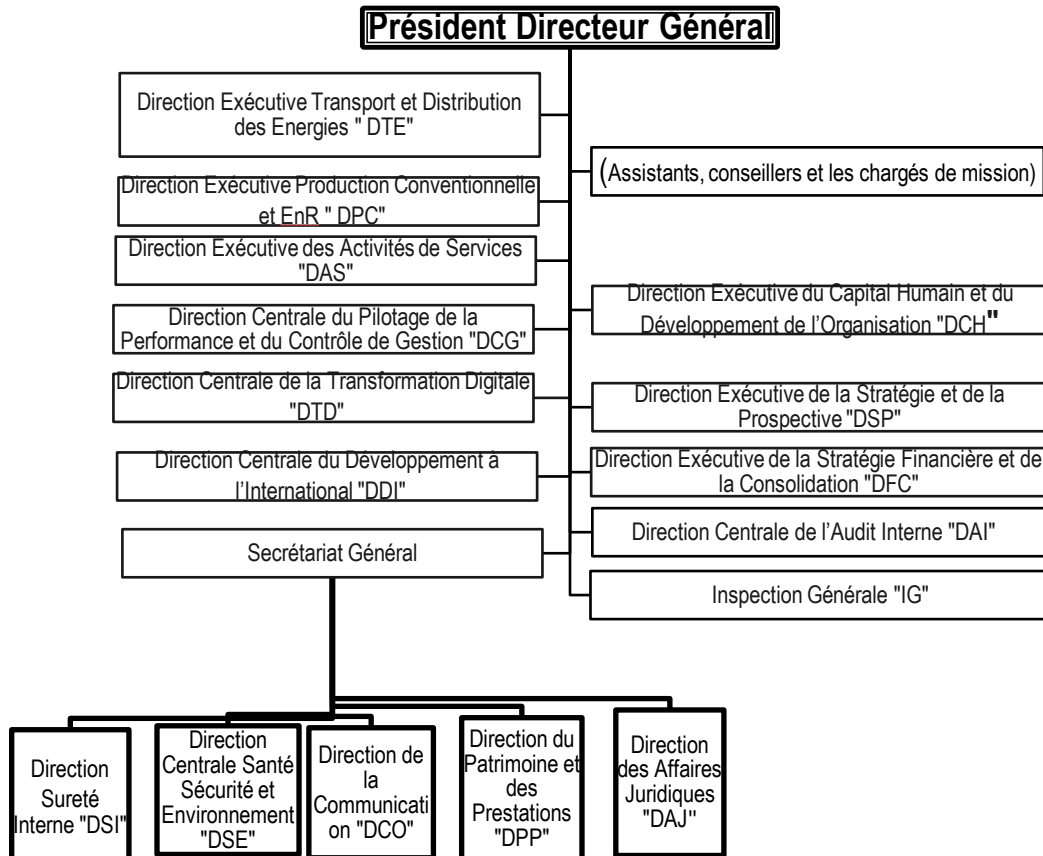 Président Directeur Général
Direction Exécutive Transport et Distribution
des Energies " DTE"
(Assistants, conseillers et les chargés de mission)
Direction Exécutive Production Conventionnelle
et EnR " DPC"
Direction Exécutive des Activités de Services
"DAS"
Direction Exécutive du Capital Humain et du
Développement de l’Organisation "DCH"
Direction Centrale du Pilotage de la
Performance et du Contrôle de Gestion "DCG"
Direction Centrale de la Transformation Digitale
"DTD"
Direction Exécutive de la Stratégie et de la
Prospective "DSP"
Direction Centrale du Développement à
l’International "DDI"
Direction Exécutive de la Stratégie Financière et de
la Consolidation "DFC"
Direction Centrale de l’Audit Interne "DAI"
Secrétariat Général
Inspection Générale "IG"
Direction
Sureté
Interne "DSI"
Direction
Centrale Santé
Sécurité et
Environnement
"DSE"
Direction de
la
Communicati
on "DCO"
Direction du
Patrimoine et
des
Prestations
"DPP"
Direction
des Affaires
Juridiques
"DAJ"